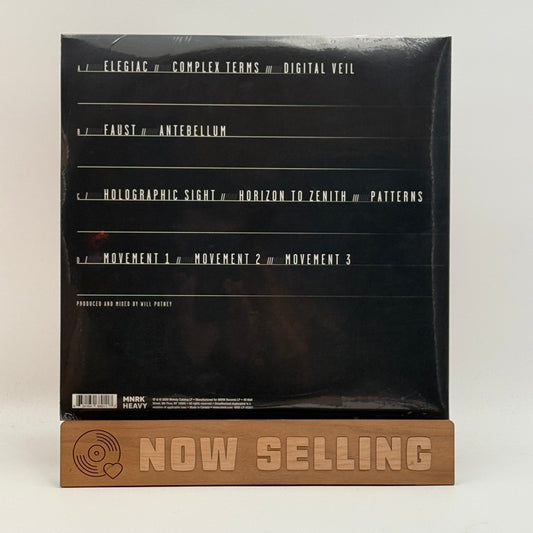 A / ELEGIAC // COMPLEX TERMS /// DIGITAL VEIL
B / FAUST // ANTEBELLUM
C / HOLOGRAPHIC SIGHT // HORIZON TO ZENITH /// PATTERNS
D / MOVEMENT 1 // MOVEMENT 2 /// MOVEMENT 3
PRODUCED AND MIXED BY WILL PUTNEY
MNRK
HEAVY
NOW SELLING